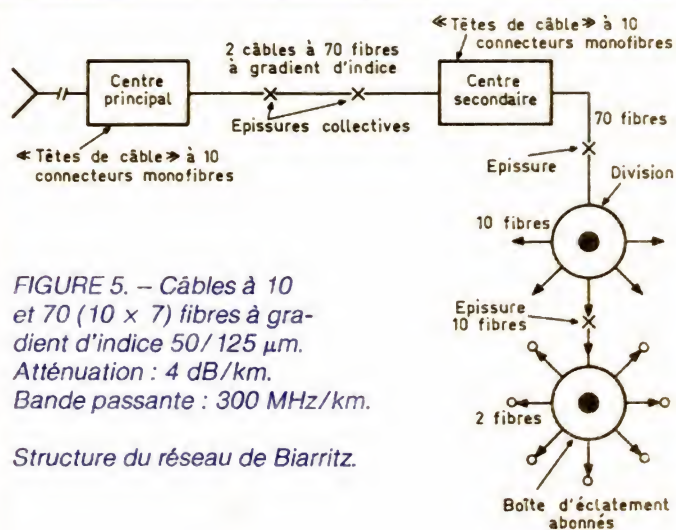 ≪Têtes de câble≫ à 10
connecteurs monofibres
2 câbles à 70 fibres
à gradient d'indice
Centre
principal
Centre
secondaire
Epissures collectives
70 fibres
≪Têtes de câble≫ à 10
connecteurs monofibres
Epissure
Division
10 fibres
FIGURE 5. – Câbles à 10
et 70 (10 x 7) fibres à gra-
dient d'indice 50/125 µm.
Atténuation : 4 dB/km.
Bande passante : 300 MHz/km.
Epissure
10 fibres
2 fibres
Structure du réseau de Biarritz.
Boîte d'éclatement
abonnés